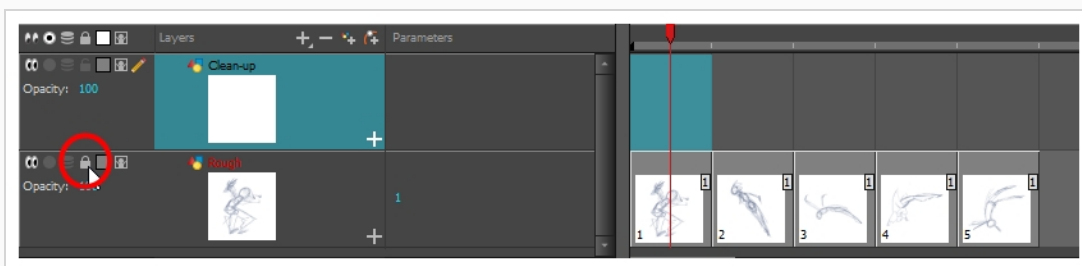 Layers Parameters
Clean-up
Opacity: 100
Rough
1 1 1 1 1
Opacity:
1
1 2 3 4 5